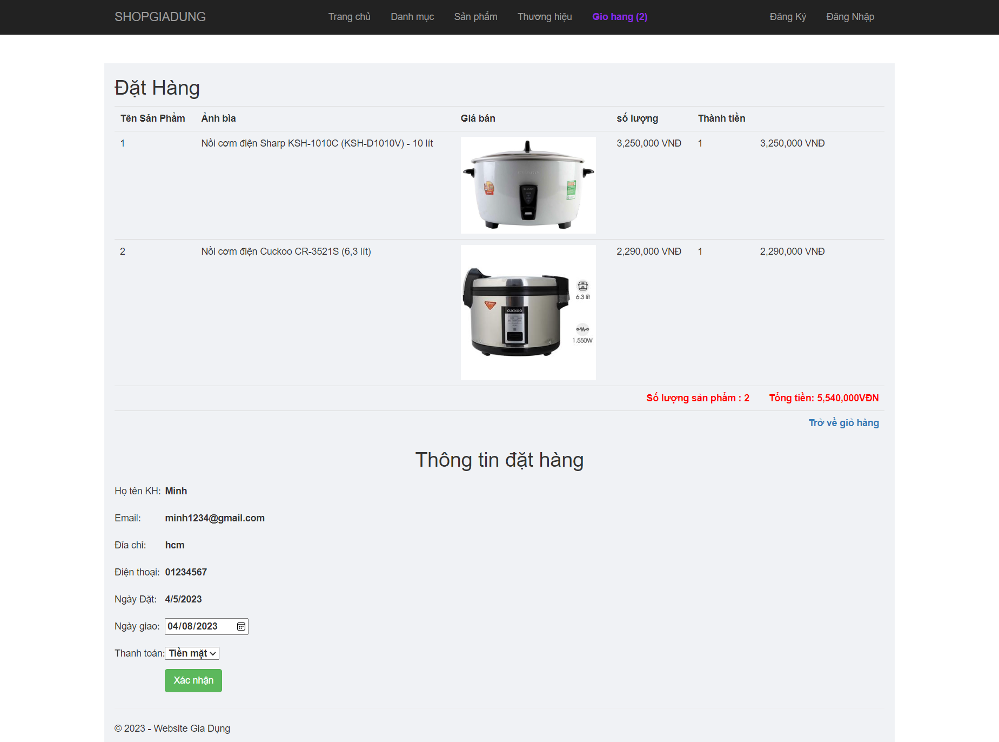 SHOPGIADUNG Trang chủ Danh mục Sản phẩm Thương hiệu Gio hang (2) Đăng Ký Đăng Nhập
Đặt Hàng
Tên Sản Phẩm Ảnh bìa Giá bán số lượng Thành tiền
1 Nồi cơm điện Sharp KSH-1010C (KSH-D1010V) - 10 lít 3,250,000 VNĐ 1 3,250,000 VNĐ
2 Nồi cơm điện Cuckoo CR-3521S (6,3 lít) 2,290,000 VNĐ 1 2,290,000 VNĐ
6.3 lít
CUCKOO
1.550W
Số lượng sản phẩm : 2 Tổng tiền: 5,540,000VĐN
Trở về giỏ hàng
Thông tin đặt hàng
Họ tên KH: Minh
Email: minh1234@gmail.com
Đỉa chỉ: hcm
Điện thoại: 01234567
Ngày Đặt: 4/5/2023
Ngày giao: 04/08/2023
Thanh toán: Tiền mặt
Xác nhận
© 2023 - Website Gia Dụng